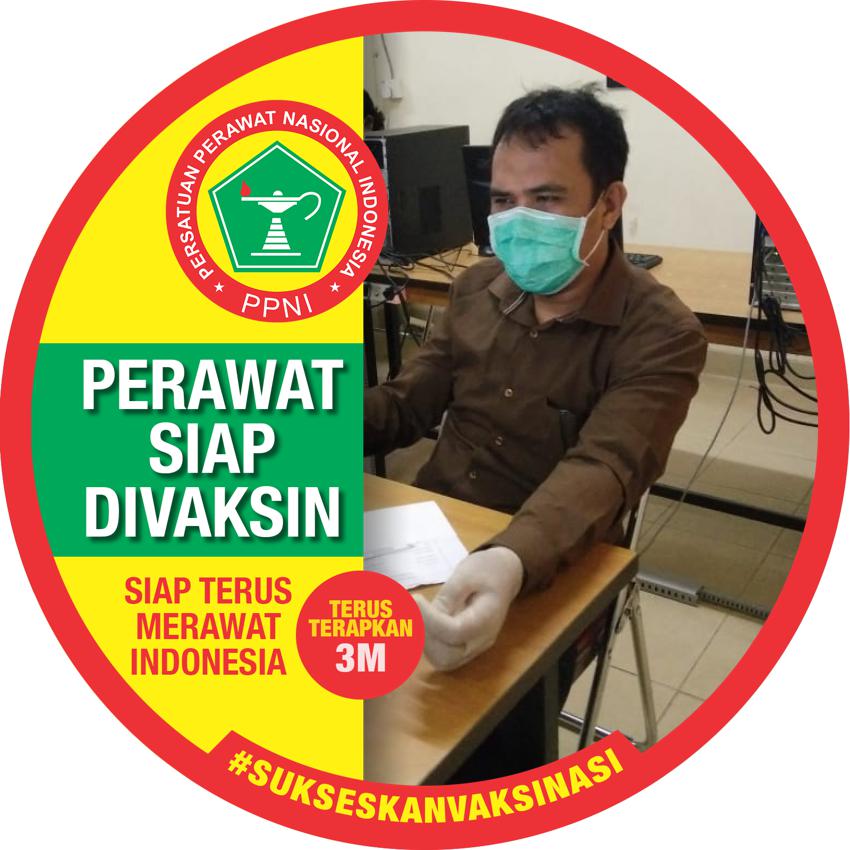 PERSATUAN PERAWAT NASIONAL INDONESIA
PPNI
PERAWAT
SIAP
DIVAKSIN
SIAP TERUS
MERAWAT
INDONESIA
TERUS
TERAPKAN
3M
#SUKSESKANVAKSINASI